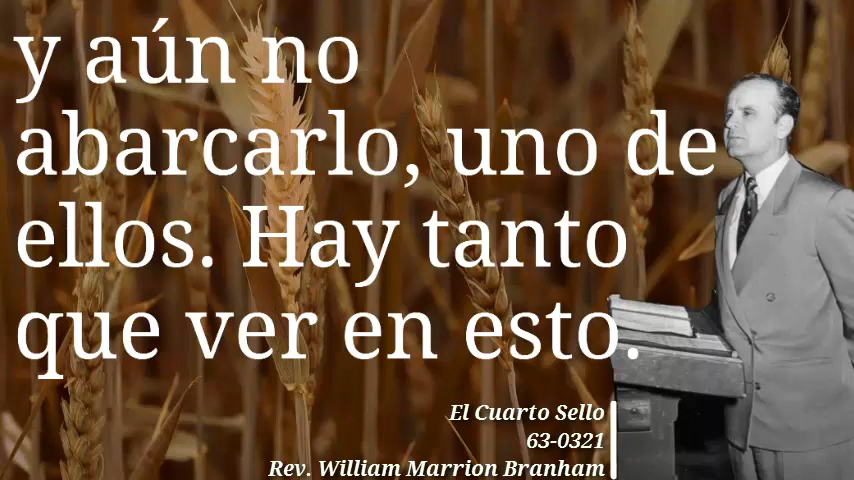 y aún no
abarcarlo, uno de
ellos. Hay tanto
que ver en esto.
El Cuarto Sello
63-0321
Rev. William Marrion Branham